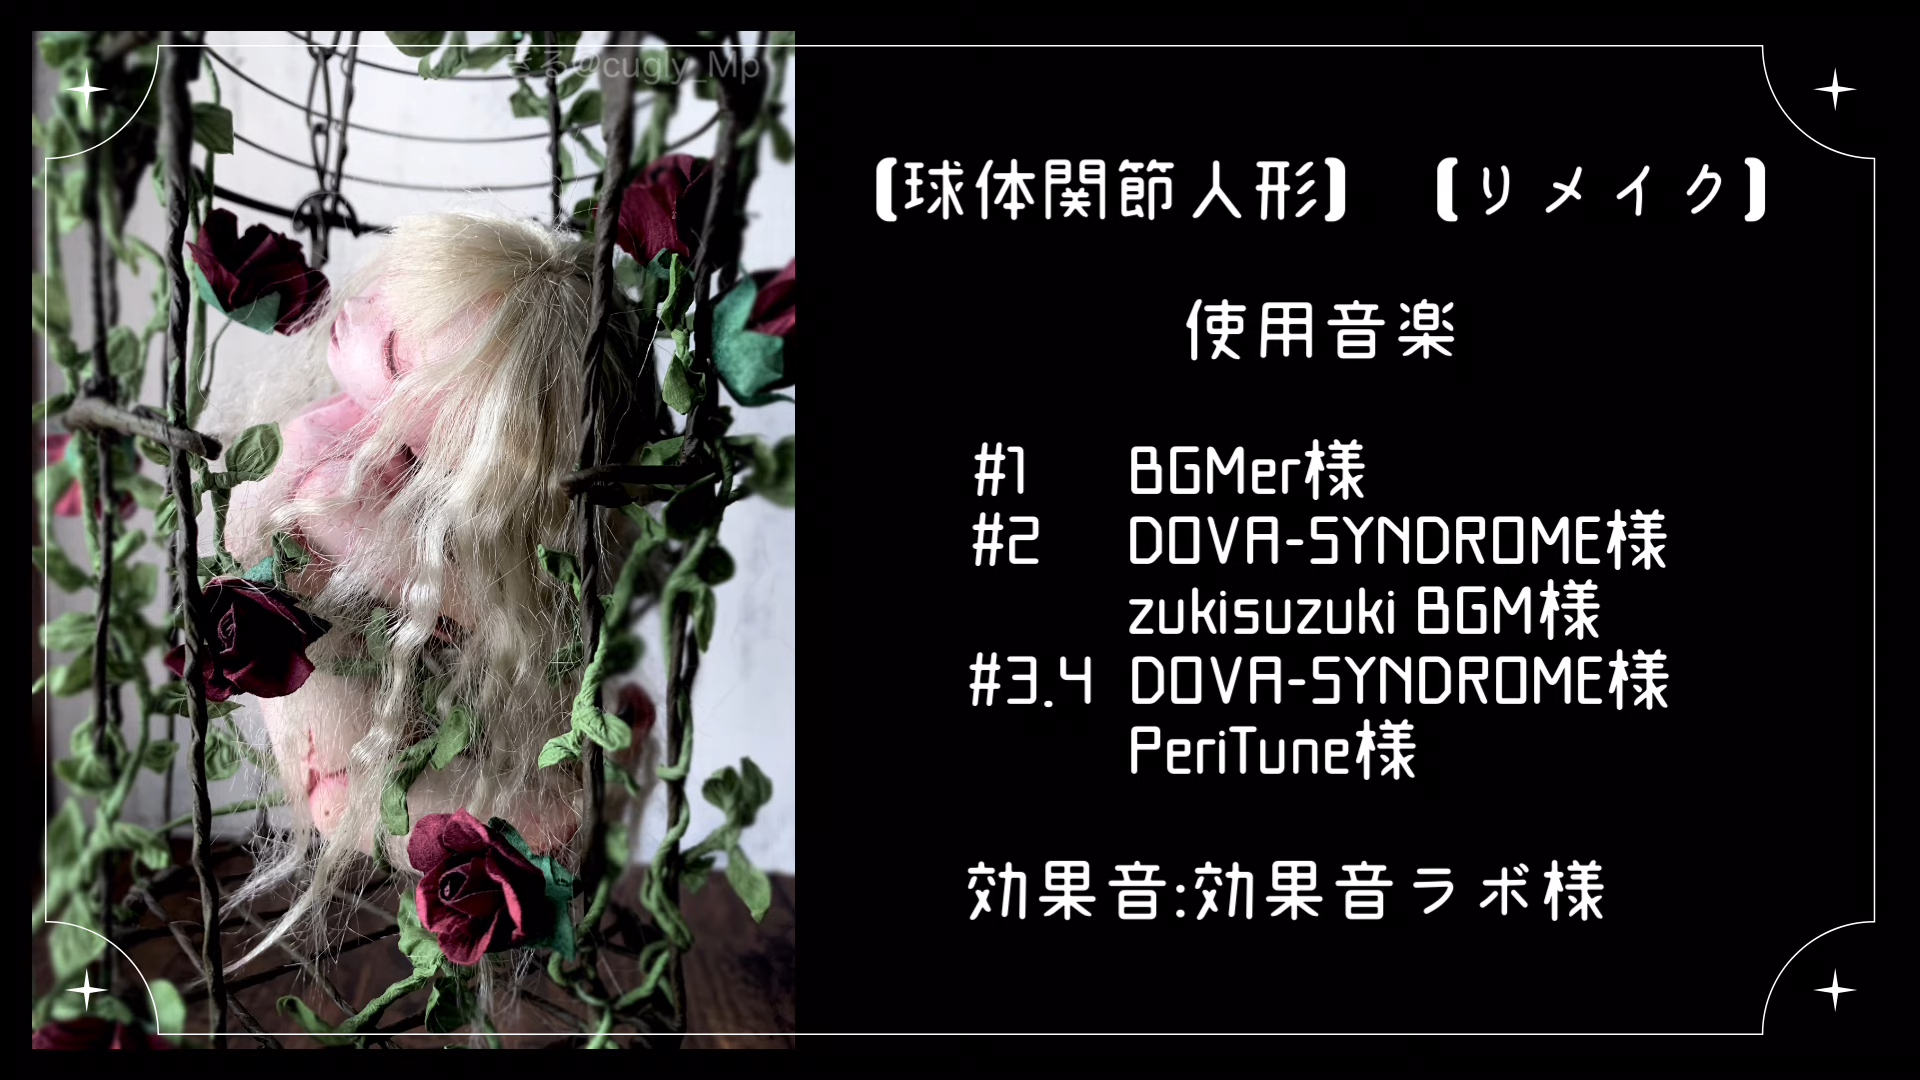 きる@cugly_Mp
(球体関節人形) (リメイク)
使用音楽
#1 BGMer様
#2 DOVA-SYNDROME様
zukisuzuki BGM様
#3.4 DOVA-SYNDROME様
PeriTune様
効果音:効果音ラボ様